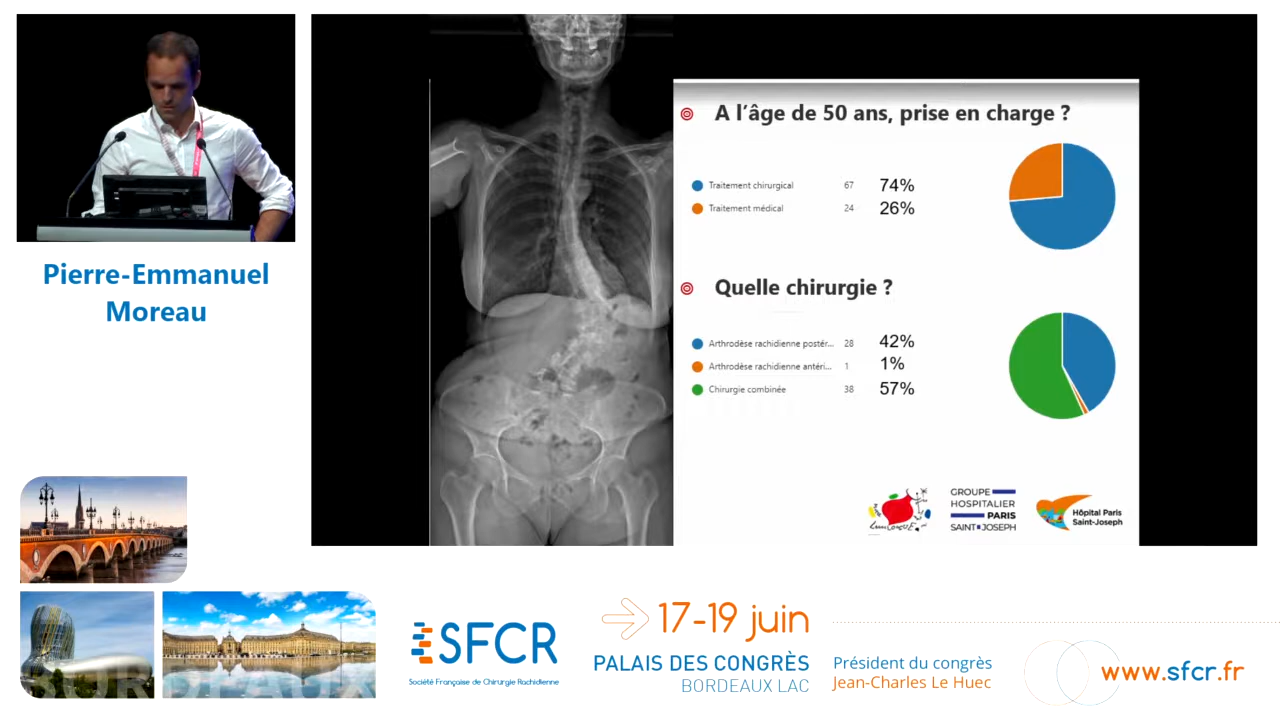 Pierre-Emmanuel
Moreau
A l'âge de 50 ans, prise en charge ?
Traitement chirurgical 67 74%
Traitement médical 24 26%
Quelle chirurgie ?
Arthrodèse rachidienne postér... 28 42%
Arthrodèse rachidienne antéri... 1 1%
Chirurgie combinée 38 57%
GROUPE
HOSPITALIER
PARIS
SAINT JOSEPH
Hôpital Paris
Saint-Joseph
BORDEAUX
SFCR
Société Française de Chirurgie Rachidienne
17-19 juin
PALAIS DES CONGRÈS
BORDEAUX LAC
Président du congrès
Jean-Charles Le Huec
www.sfcr.fr